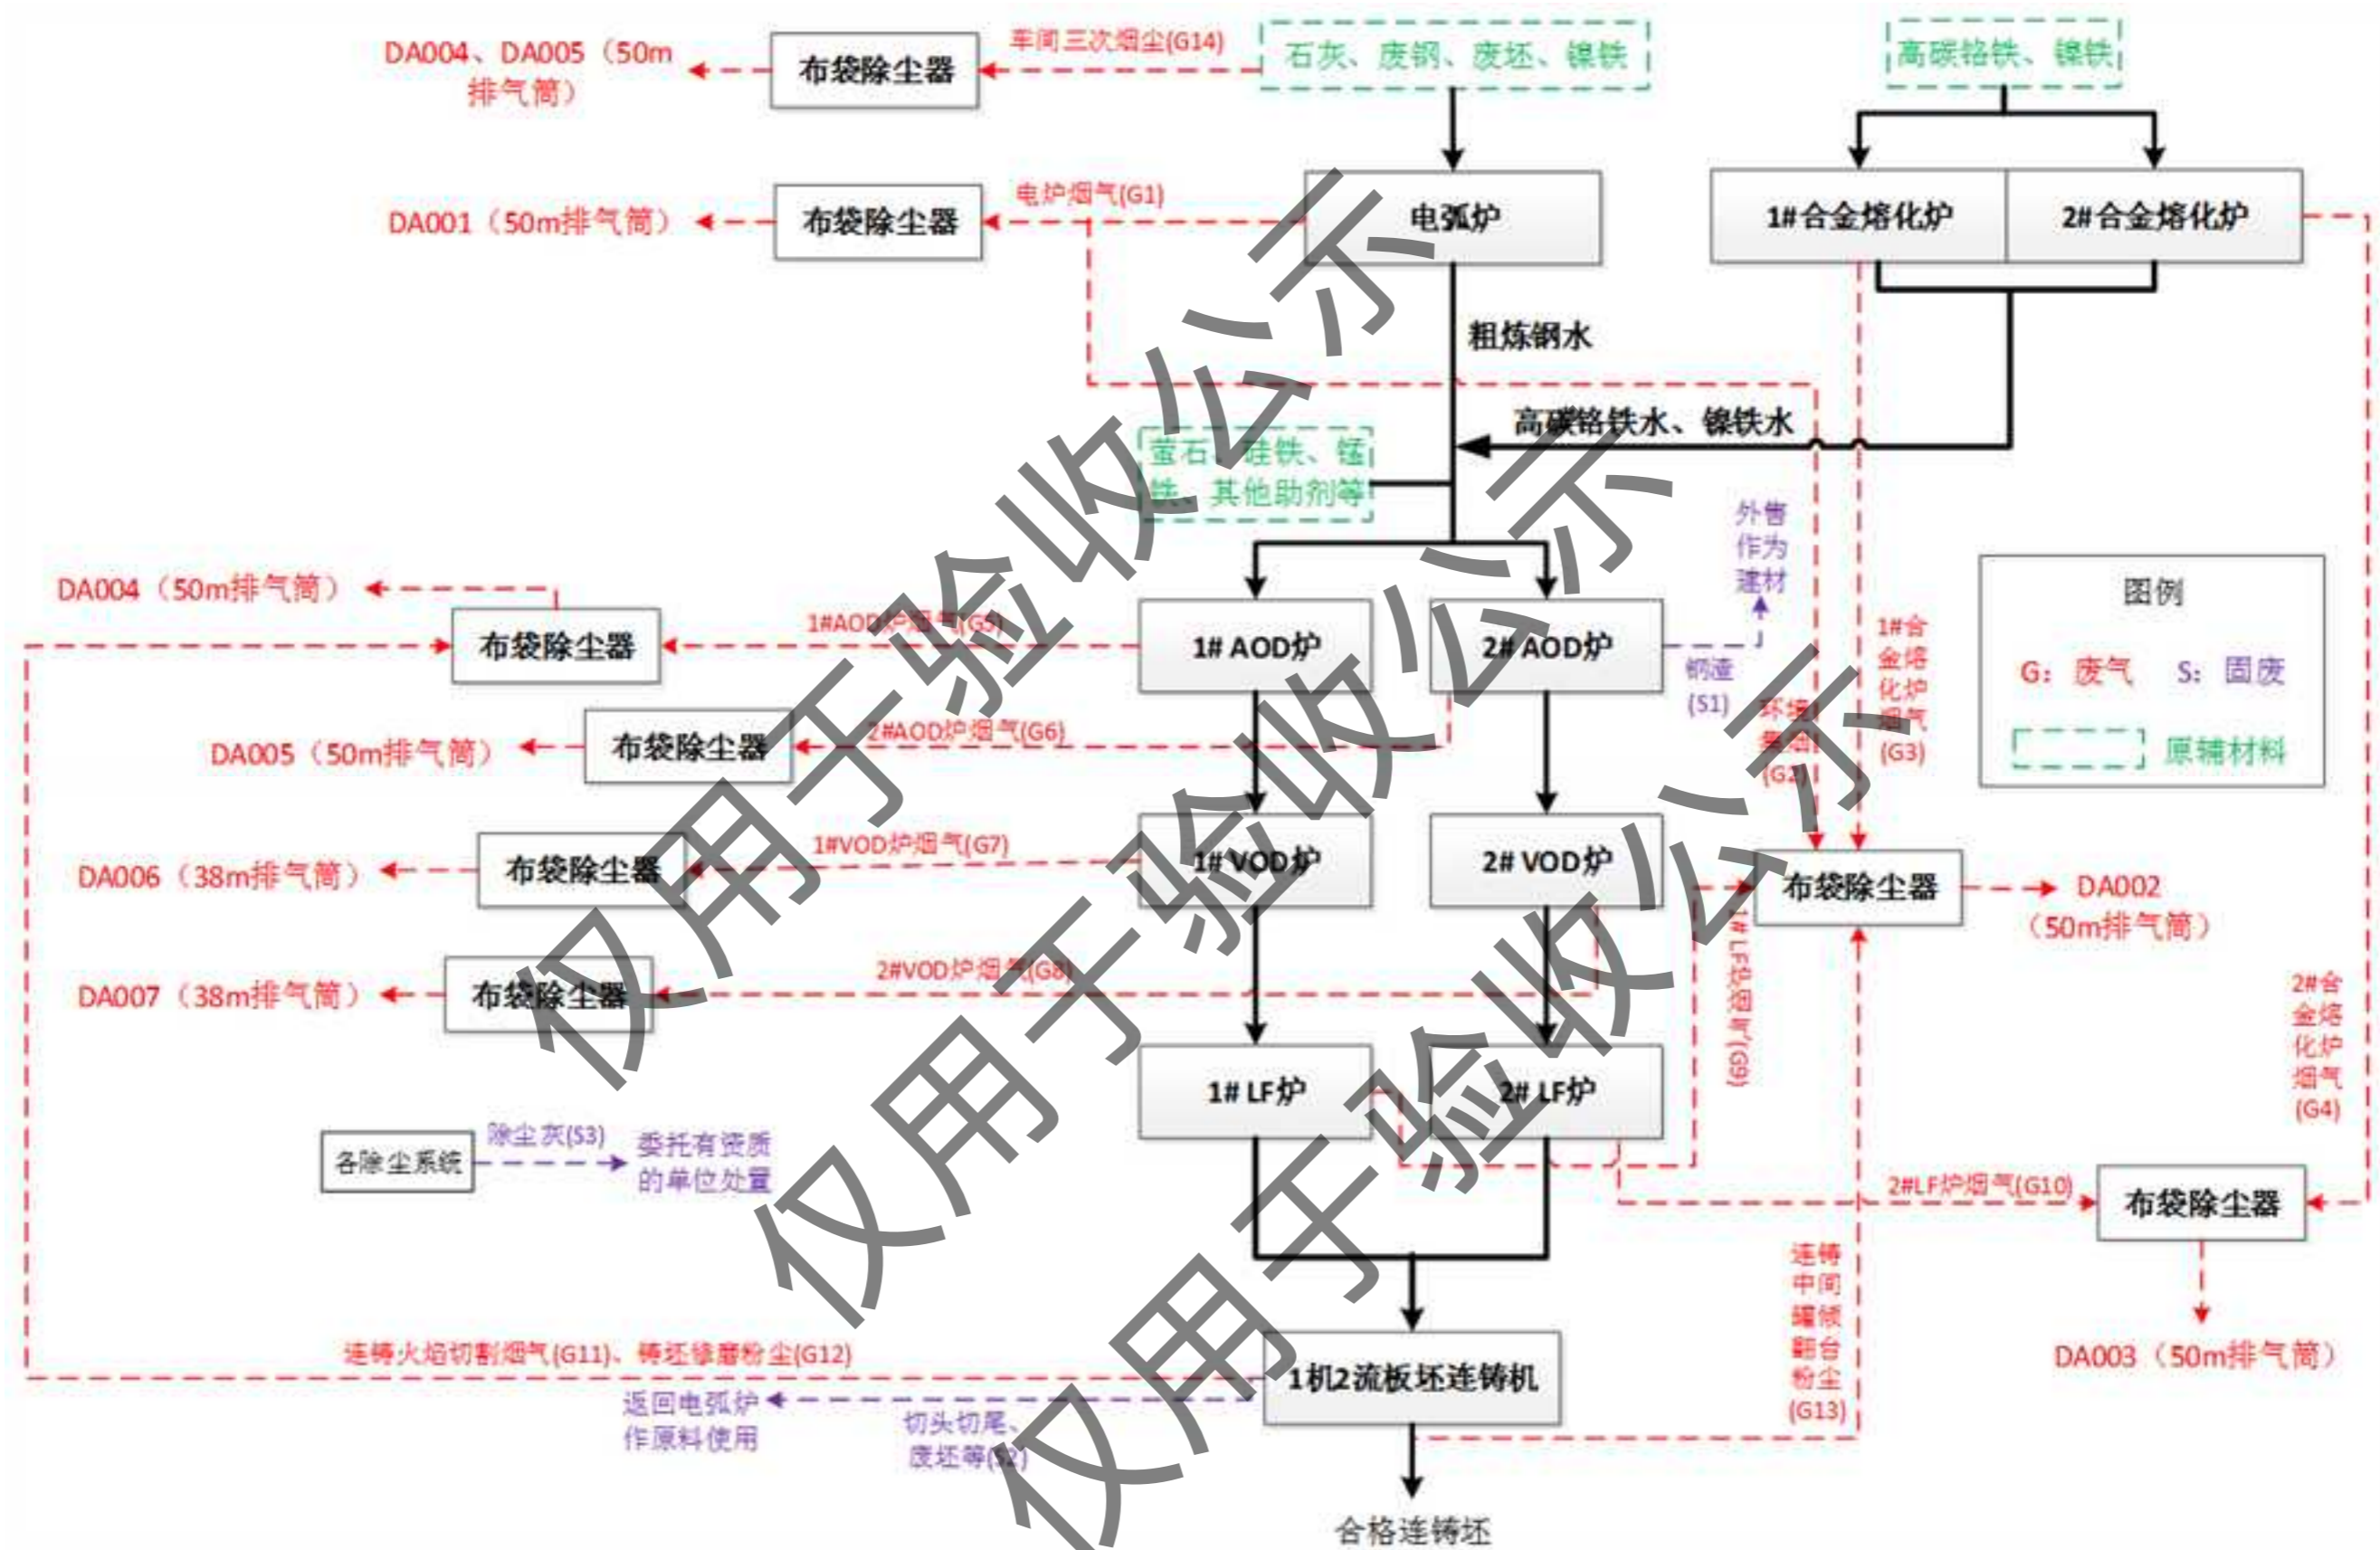 DA004、DA005（50m
排气筒）
布袋除尘器
车间三次烟尘(G14)
石灰、废钢、废坯、镍铁
高碳铬铁、镍铁
DA001（50m排气筒）
布袋除尘器
电炉烟气(G1)
电弧炉
1#合金熔化炉
2#合金熔化炉
粗炼钢水
高碳铬铁水、镍铁水
萤石、硅铁、锰
铁、其他助剂等
外售
作为
建材
DA004（50m排气筒）
布袋除尘器
1#AOD炉烟气(G5)
1# AOD炉
2# AOD炉
钢渣
(S1)
环境
集烟
(G2)
1#合
金熔
化炉
烟气
(G3)
图例
G：废气
S：固废
原辅材料
DA005（50m排气筒）
布袋除尘器
2#AOD炉烟气(G6)
DA006（38m排气筒）
布袋除尘器
1#VOD炉烟气(G7)
1# VOD炉
2# VOD炉
布袋除尘器
DA002
（50m排气筒）
1# LF炉烟气(G9)
DA007（38m排气筒）
布袋除尘器
2#VOD炉烟气(G8)
2#合
金熔
化炉
烟气
(G4)
1# LF炉
2# LF炉
各除尘系统
除尘灰(S3)
委托有资质
的单位处置
2#LF炉烟气(G10)
布袋除尘器
DA003（50m排气筒）
连铸
中间
罐倾
翻台
粉尘
(G13)
连铸火焰切割烟气(G11)、铸坯修磨粉尘(G12)
1机2流板坯连铸机
返回电弧炉
作原料使用
切头切尾、
废坯等(S2)
合格连铸坯
仅用于验收公示
仅用于验收公示
仅用于验收公示